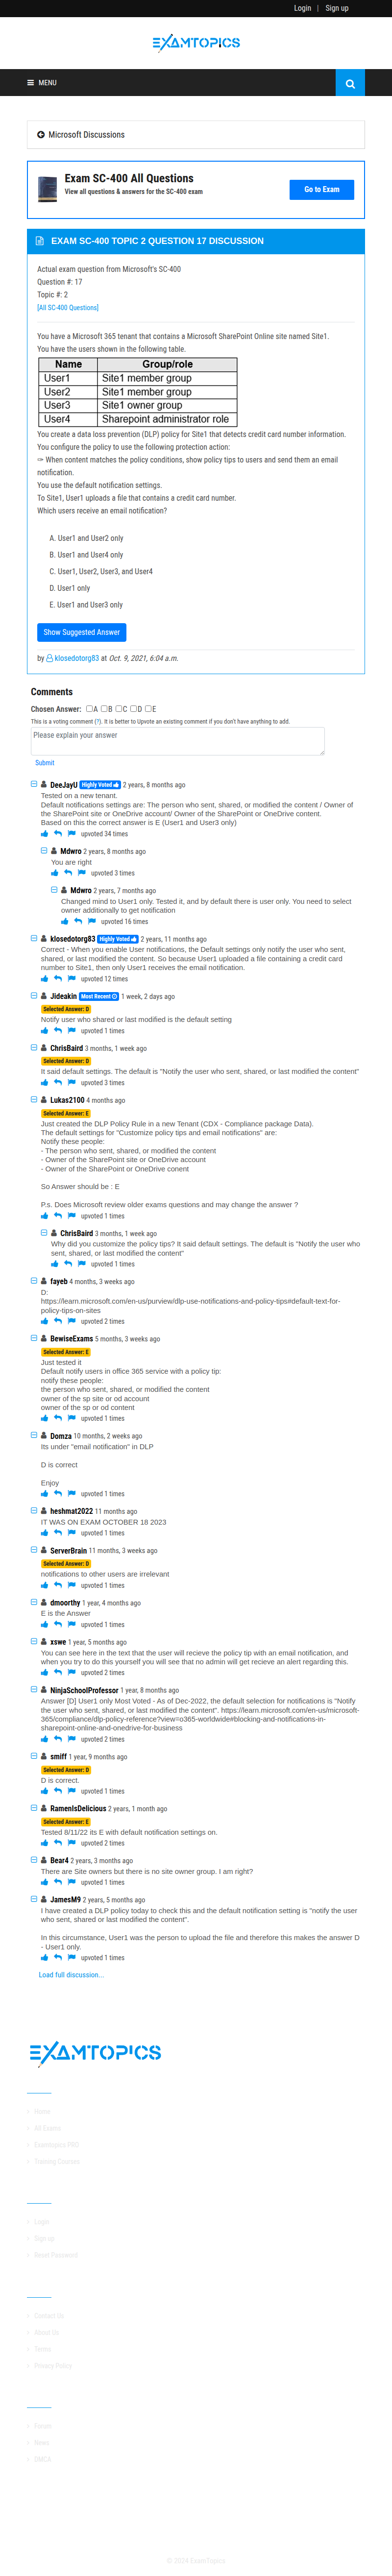 Login | Sign up
EXAMTOPICS
MENU
Microsoft Discussions
Exam SC-400 All Questions
View all questions & answers for the SC-400 exam
Go to Exam
EXAM SC-400 TOPIC 2 QUESTION 17 DISCUSSION
Actual exam question from Microsoft's SC-400
Question #: 17
Topic #: 2
[All SC-400 Questions]
You have a Microsoft 365 tenant that contains a Microsoft SharePoint Online site named Site1.
You have the users shown in the following table.
Name Group/role
User1 Site1 member group
User2 Site1 member group
User3 Site1 owner group
User4 Sharepoint administrator role
You create a data loss prevention (DLP) policy for Site1 that detects credit card number information.
You configure the policy to use the following protection action:
⇨ When content matches the policy conditions, show policy tips to users and send them an email
notification.
You use the default notification settings.
To Site1, User1 uploads a file that contains a credit card number.
Which users receive an email notification?
A. User1 and User2 only
B. User1 and User4 only
C. User1, User2, User3, and User4
D. User1 only
E. User1 and User3 only
Show Suggested Answer
by klosedotorg83 at Oct. 9, 2021, 6:04 a.m.
Comments
Chosen Answer: A B C D E
This is a voting comment (?). It is better to Upvote an existing comment if you don't have anything to add.
Please explain your answer
Submit
DeeJayU Highly Voted 2 years, 8 months ago
Tested on a new tenant.
Default notifications settings are: The person who sent, shared, or modified the content / Owner of
the SharePoint site or OneDrive account/ Owner of the SharePoint or OneDrive content.
Based on this the correct answer is E (User1 and User3 only)
upvoted 34 times
Mdwro 2 years, 8 months ago
You are right
upvoted 3 times
Mdwro 2 years, 7 months ago
Changed mind to User1 only. Tested it, and by default there is user only. You need to select
owner additionally to get notification
upvoted 16 times
klosedotorg83 Highly Voted 2 years, 11 months ago
Correct - When you enable User notifications, the Default settings only notify the user who sent,
shared, or last modified the content. So because User1 uploaded a file containing a credit card
number to Site1, then only User1 receives the email notification.
upvoted 12 times
Jideakin Most Recent 1 week, 2 days ago
Selected Answer: D
Notify user who shared or last modified is the default setting
upvoted 1 times
ChrisBaird 3 months, 1 week ago
Selected Answer: D
It said default settings. The default is "Notify the user who sent, shared, or last modified the content"
upvoted 3 times
Lukas2100 4 months ago
Selected Answer: E
Just created the DLP Policy Rule in a new Tenant (CDX - Compliance package Data).
The default settings for "Customize policy tips and email notifications" are:
Notify these people:
- The person who sent, shared, or modified the content
- Owner of the SharePoint site or OneDrive account
- Owner of the SharePoint or OneDrive conent
So Answer should be : E
P.s. Does Microsoft review older exams questions and may change the answer ?
upvoted 1 times
ChrisBaird 3 months, 1 week ago
Why did you customize the policy tips? It said default settings. The default is "Notify the user who
sent, shared, or last modified the content"
upvoted 1 times
fayeb 4 months, 3 weeks ago
D:
https://learn.microsoft.com/en-us/purview/dlp-use-notifications-and-policy-tips#default-text-for-
policy-tips-on-sites
upvoted 2 times
BewiseExams 5 months, 3 weeks ago
Selected Answer: E
Just tested it
Default notify users in office 365 service with a policy tip:
notify these people:
the person who sent, shared, or modified the content
owner of the sp site or od account
owner of the sp or od content
upvoted 1 times
Domza 10 months, 2 weeks ago
Its under "email notification" in DLP
D is correct
Enjoy
upvoted 1 times
heshmat2022 11 months ago
IT WAS ON EXAM OCTOBER 18 2023
upvoted 1 times
ServerBrain 11 months, 3 weeks ago
Selected Answer: D
notifications to other users are irrelevant
upvoted 1 times
dmoorthy 1 year, 4 months ago
E is the Answer
upvoted 1 times
xswe 1 year, 5 months ago
You can see here in the text that the user will recieve the policy tip with an email notification, and
when you try to do this yourself you will see that no admin will get recieve an alert regarding this.
upvoted 2 times
NinjaSchoolProfessor 1 year, 8 months ago
Answer [D] User1 only Most Voted - As of Dec-2022, the default selection for notifications is "Notify
the user who sent, shared, or last modified the content". https://learn.microsoft.com/en-us/microsoft-
365/compliance/dlp-policy-reference?view=o365-worldwide#blocking-and-notifications-in-
sharepoint-online-and-onedrive-for-business
upvoted 2 times
smiff 1 year, 9 months ago
Selected Answer: D
D is correct.
upvoted 1 times
RamenIsDelicious 2 years, 1 month ago
Selected Answer: E
Tested 8/11/22 its E with default notification settings on.
upvoted 2 times
Bear4 2 years, 3 months ago
There are Site owners but there is no site owner group. I am right?
upvoted 1 times
JamesM9 2 years, 5 months ago
I have created a DLP policy today to check this and the default notification setting is "notify the user
who sent, shared or last modified the content".
In this circumstance, User1 was the person to upload the file and therefore this makes the answer D
- User1 only.
upvoted 1 times
Load full discussion...
EXAMTOPICS
Home
All Exams
Examtopics PRO
Training Courses
Login
Sign up
Reset Password
Contact Us
About Us
Terms
Privacy Policy
Forum
News
DMCA
© 2024 ExamTopics